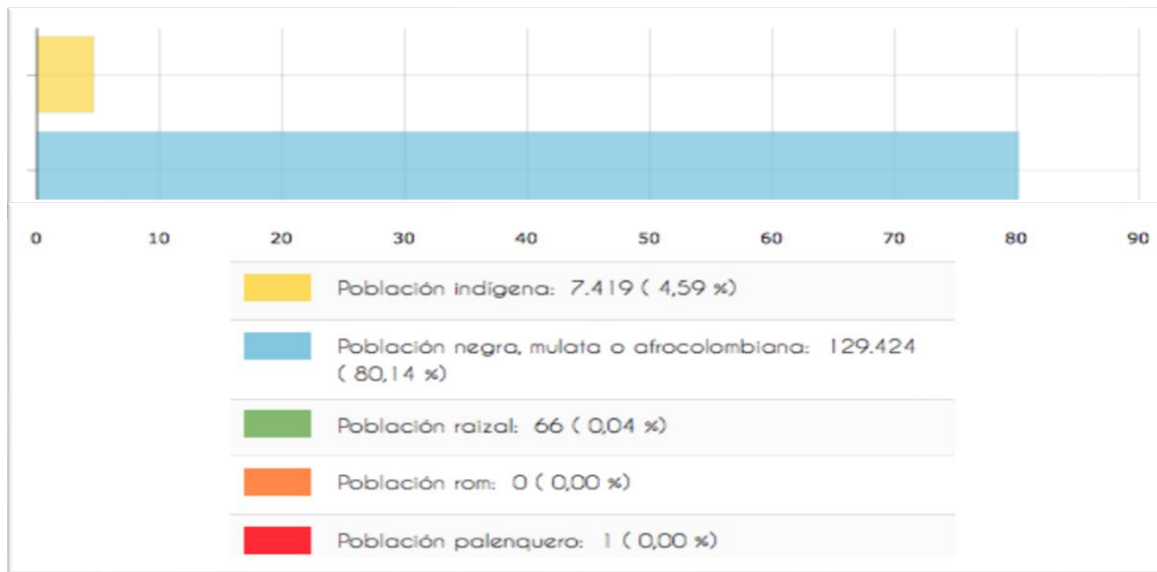 0 10 20 30 40 50 60 70 80 90
Población indígena: 7.419 ( 4,59 %)
Población negra, mulata o afrocolombiana: 129.424
( 80,14 %)
Población raizal: 66 ( 0,04 %)
Población rom: 0 ( 0,00 %)
Población palenquero: 1 ( 0,00 %)